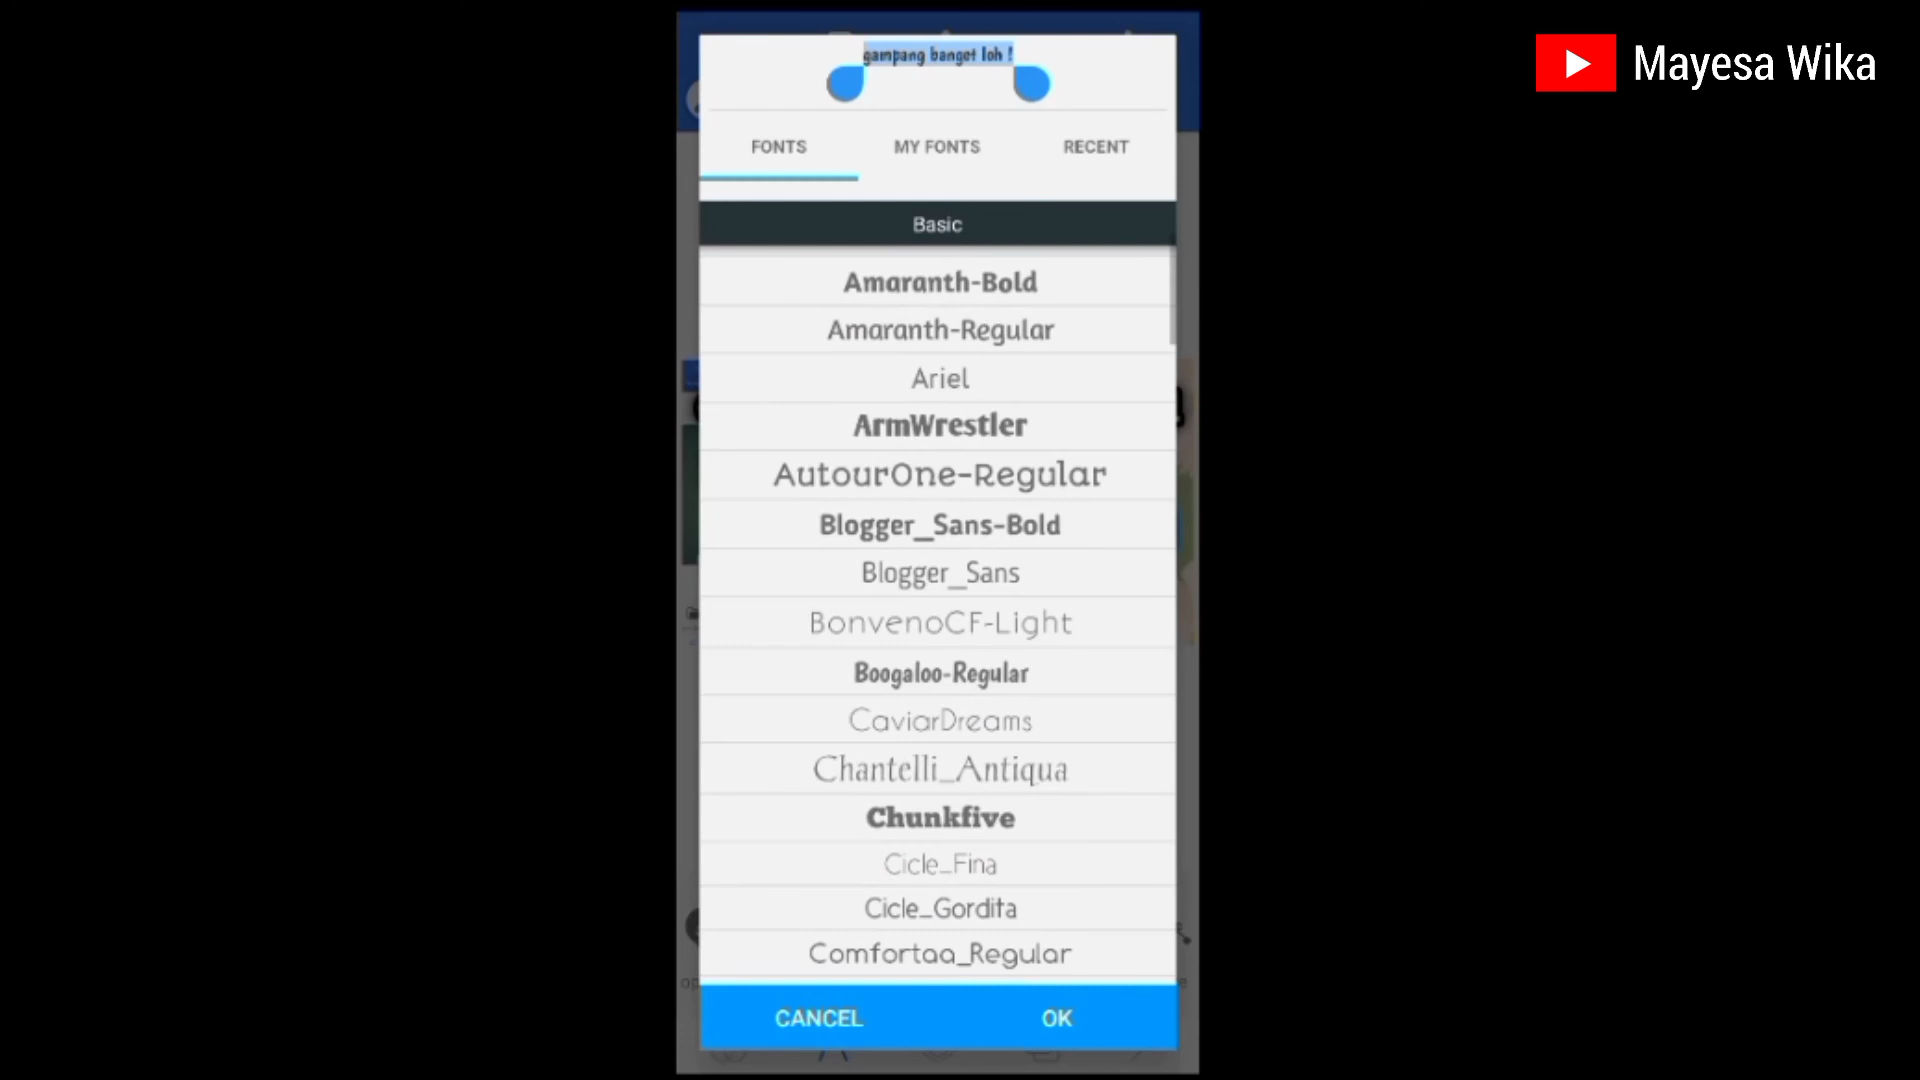 Mayesa Wika
gampang banget loh !
FONTS MY FONTS RECENT
Basic
Amaranth-Bold
Amaranth-Regular
Ariel
ArmWrestler
AutourOne-Regular
Blogger_Sans-Bold
Blogger_Sans
BonvenoCF-Light
Boogaloo-Regular
CaviarDreams
Chantelli_Antiqua
Chunkfive
Cicle_Fina
Cicle_Gordita
Comfortaa_Regular
CANCEL OK